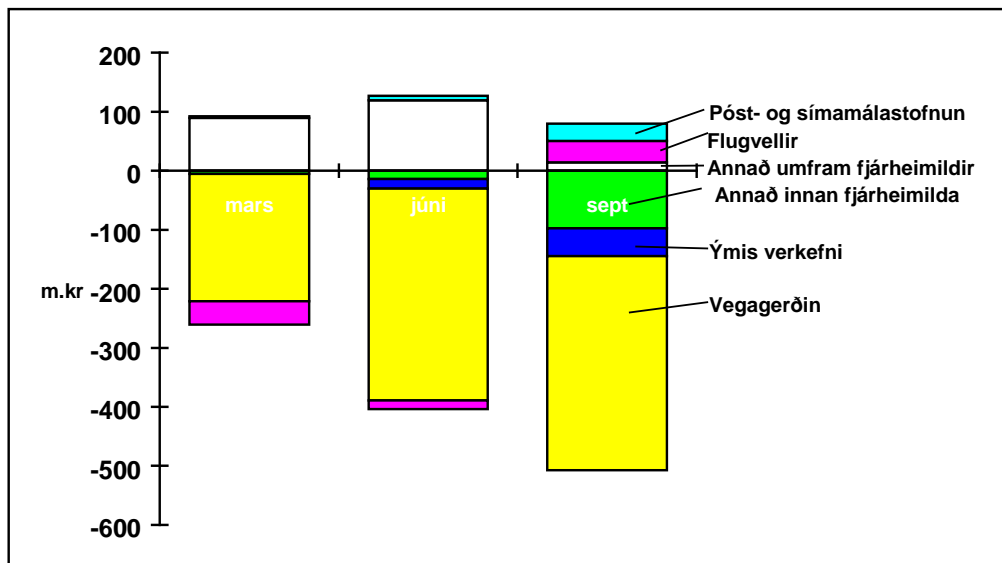 200
100
0
-100
-200
-300
-400
-500
-600
m.kr
mars
júni
sept
Póst- og símamálastofnun
Flugvellir
Annað umfram fjárheimildir
Annað innan fjárheimilda
Ýmis verkefni
Vegagerðin